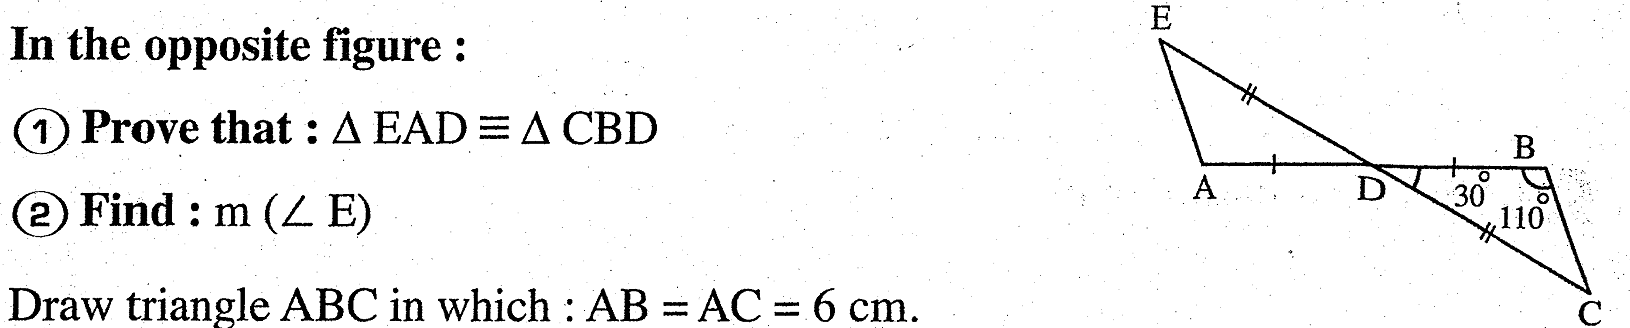 In the opposite figure :
① Prove that : Δ EAD ≡ Δ CBD
② Find : m (∠ E)
Draw triangle ABC in which : AB = AC = 6 cm.
E
B
A
D
30°
110°
C